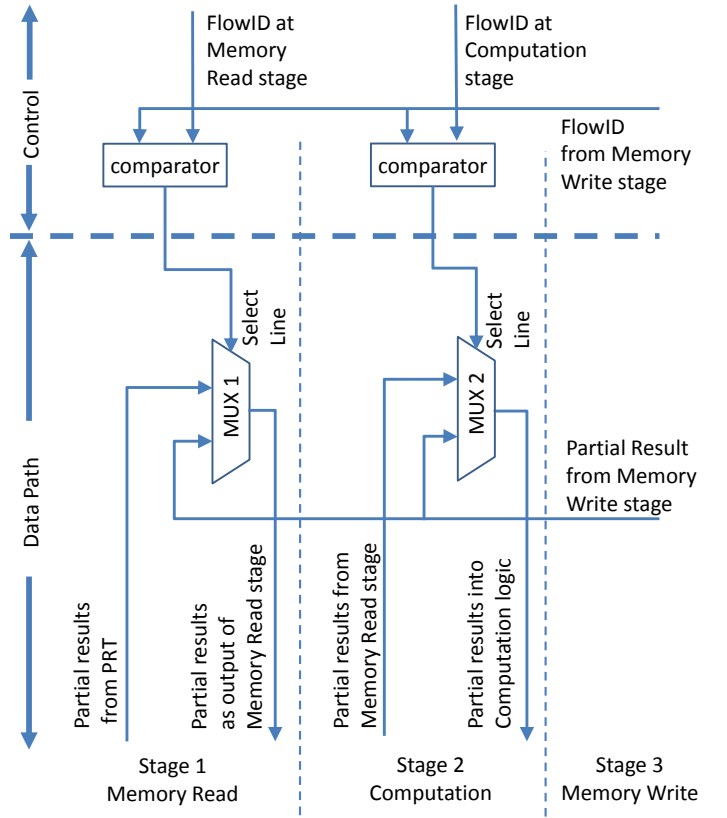 FlowID at
Memory
Read stage
FlowID at
Computation
stage
Control
comparator
comparator
FlowID
from Memory
Write stage
Select
Line
Select
Line
MUX 1
MUX 2
Data Path
Partial Result
from Memory
Write stage
Partial results
from PRT
Partial results
as output of
Memory Read stage
Partial results from
Memory Read stage
Partial results into
Computation logic
Stage 1
Memory Read
Stage 2
Computation
Stage 3
Memory Write